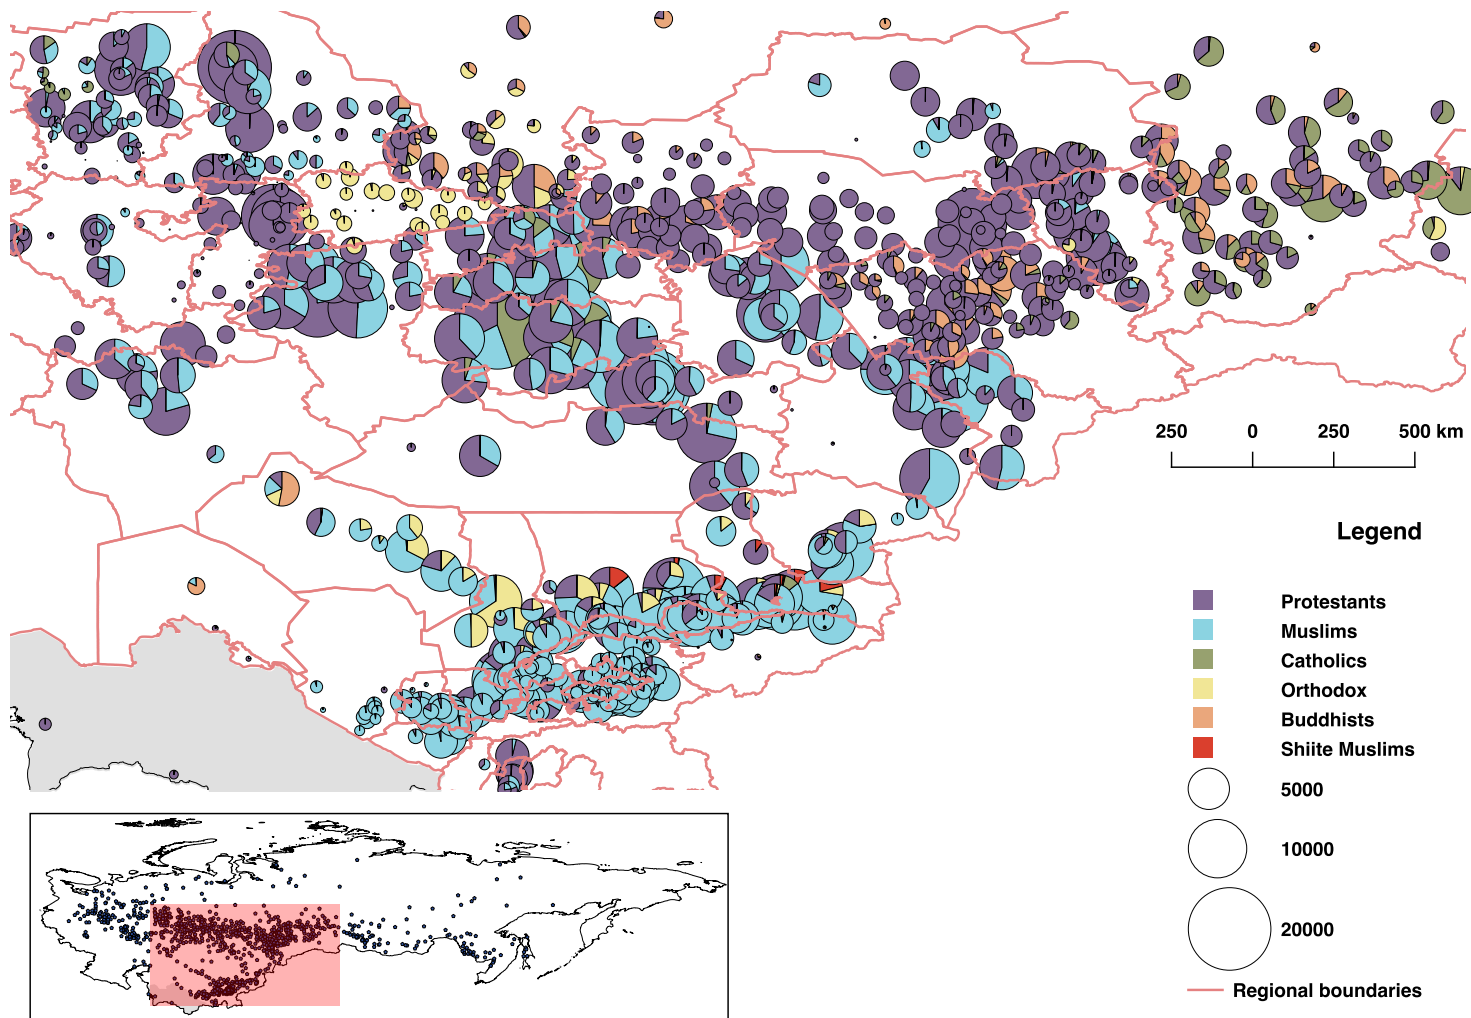 250 0 250 500 km
Legend
Protestants
Muslims
Catholics
Orthodox
Buddhists
Shiite Muslims
5000
10000
20000
Regional boundaries